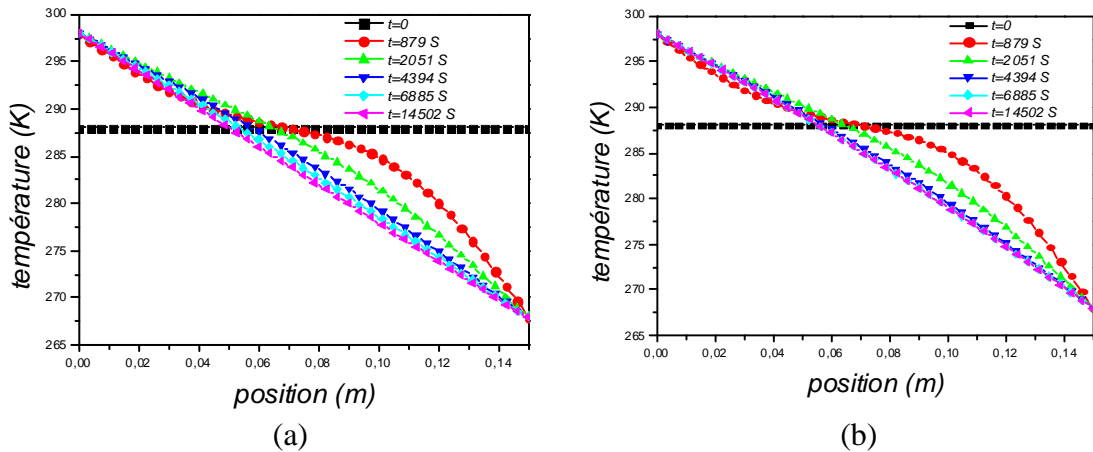 température (K)
300
295
290
285
280
275
270
265
0,00
0,02
0,04
0,06
0,08
0,10
0,12
0,14
position (m)
t=0
t=879 S
t=2051 S
t=4394 S
t=6885 S
t=14502 S
(a)
température (K)
300
295
290
285
280
275
270
265
0,00
0,02
0,04
0,06
0,08
0,10
0,12
0,14
position (m)
t=0
t=879 S
t=2051 S
t=4394 S
t=6885 S
t=14502 S
(b)